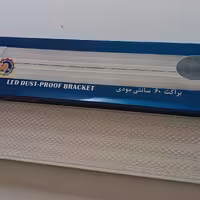 LED DUST-PROOF BRACKET
براکت ۶۰ سانتی مودی